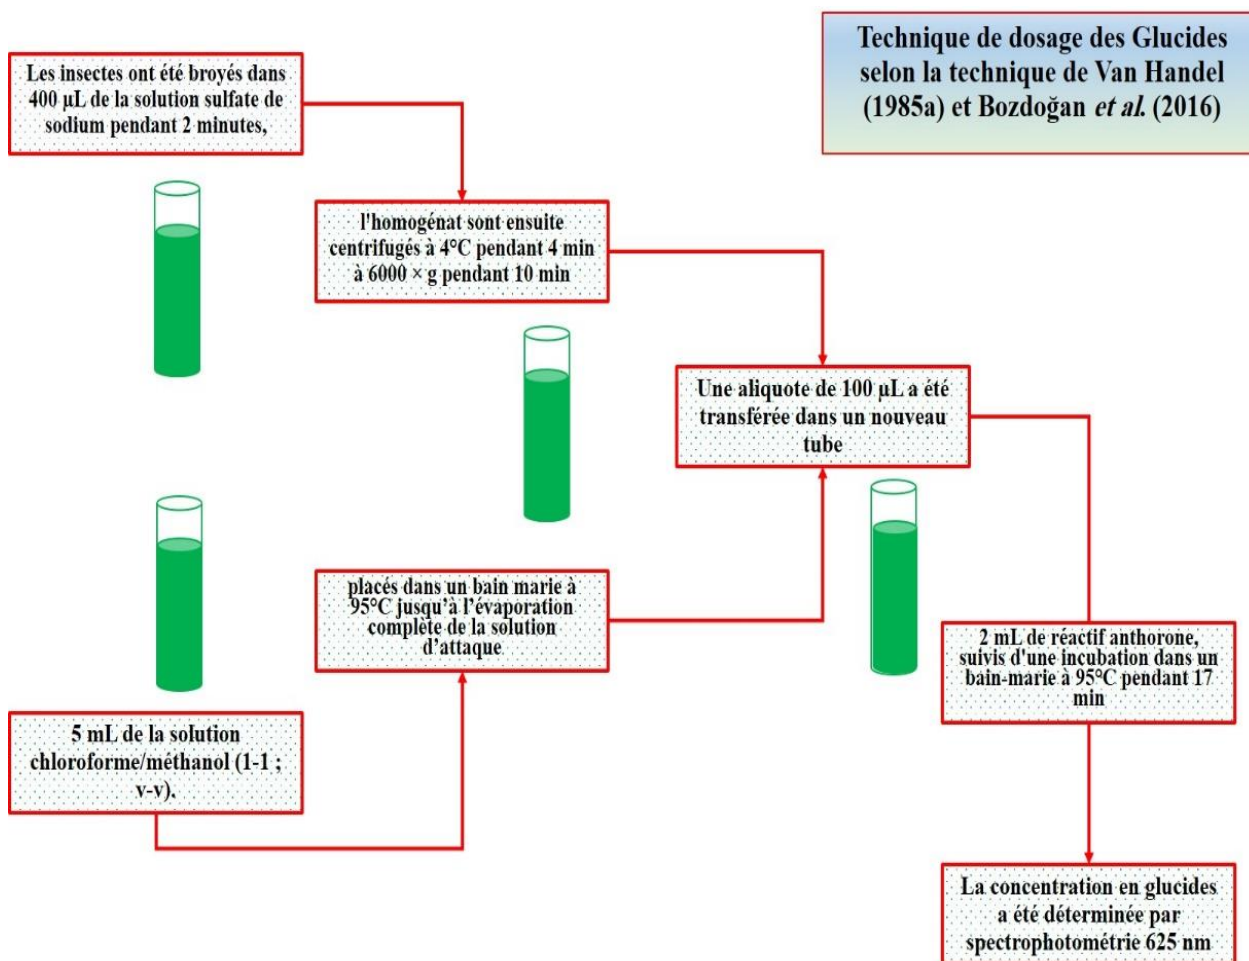 Technique de dosage des Glucides
selon la technique de Van Handel
(1985a) et Bozdoğan et al. (2016)
Les insectes ont été broyés dans
400 µL de la solution sulfate de
sodium pendant 2 minutes,
l'homogénat sont ensuite
centrifugés à 4°C pendant 4 min
à 6000 × g pendant 10 min
Une aliquote de 100 µL a été
transférée dans un nouveau
tube
placés dans un bain marie à
95°C jusqu’à l’évaporation
complète de la solution
d’attaque
5 mL de la solution
chloroforme/méthanol (1-1 ;
v-v).
2 mL de réactif anthorone,
suivis d'une incubation dans un
bain-marie à 95°C pendant 17
min
La concentration en glucides
a été déterminée par
spectrophotométrie 625 nm